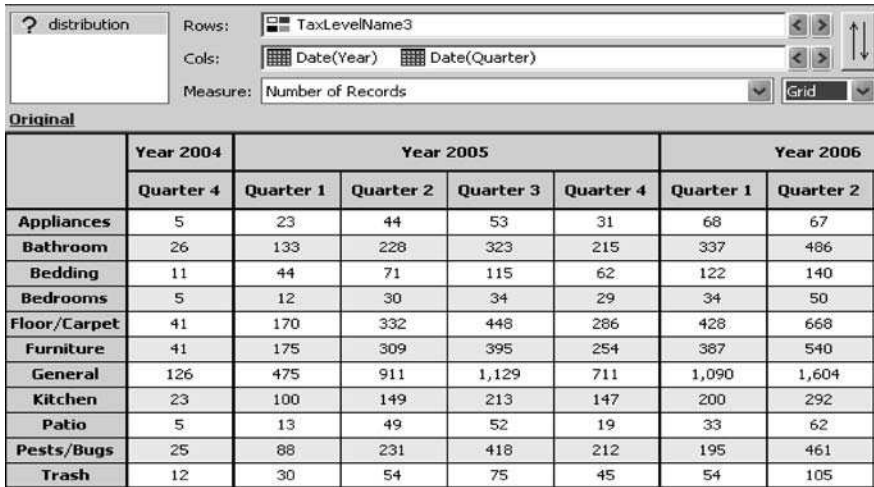 ? distribution
Rows: TaxLevelName3
Cols: Date(Year) Date(Quarter)
Measure: Number of Records Grid
Original
Year 2004 Year 2005 Year 2006
Quarter 4 Quarter 1 Quarter 2 Quarter 3 Quarter 4 Quarter 1 Quarter 2
Appliances 5 23 44 53 31 68 67
Bathroom 26 133 228 323 215 337 486
Bedding 11 44 71 115 62 122 140
Bedrooms 5 12 30 34 29 34 50
Floor/Carpet 41 170 332 448 286 428 668
Furniture 41 175 309 395 254 387 540
General 126 475 911 1,129 711 1,090 1,604
Kitchen 23 100 149 213 147 200 292
Patio 5 13 49 52 19 33 62
Pests/Bugs 25 88 231 418 212 195 461
Trash 12 30 54 75 45 54 105